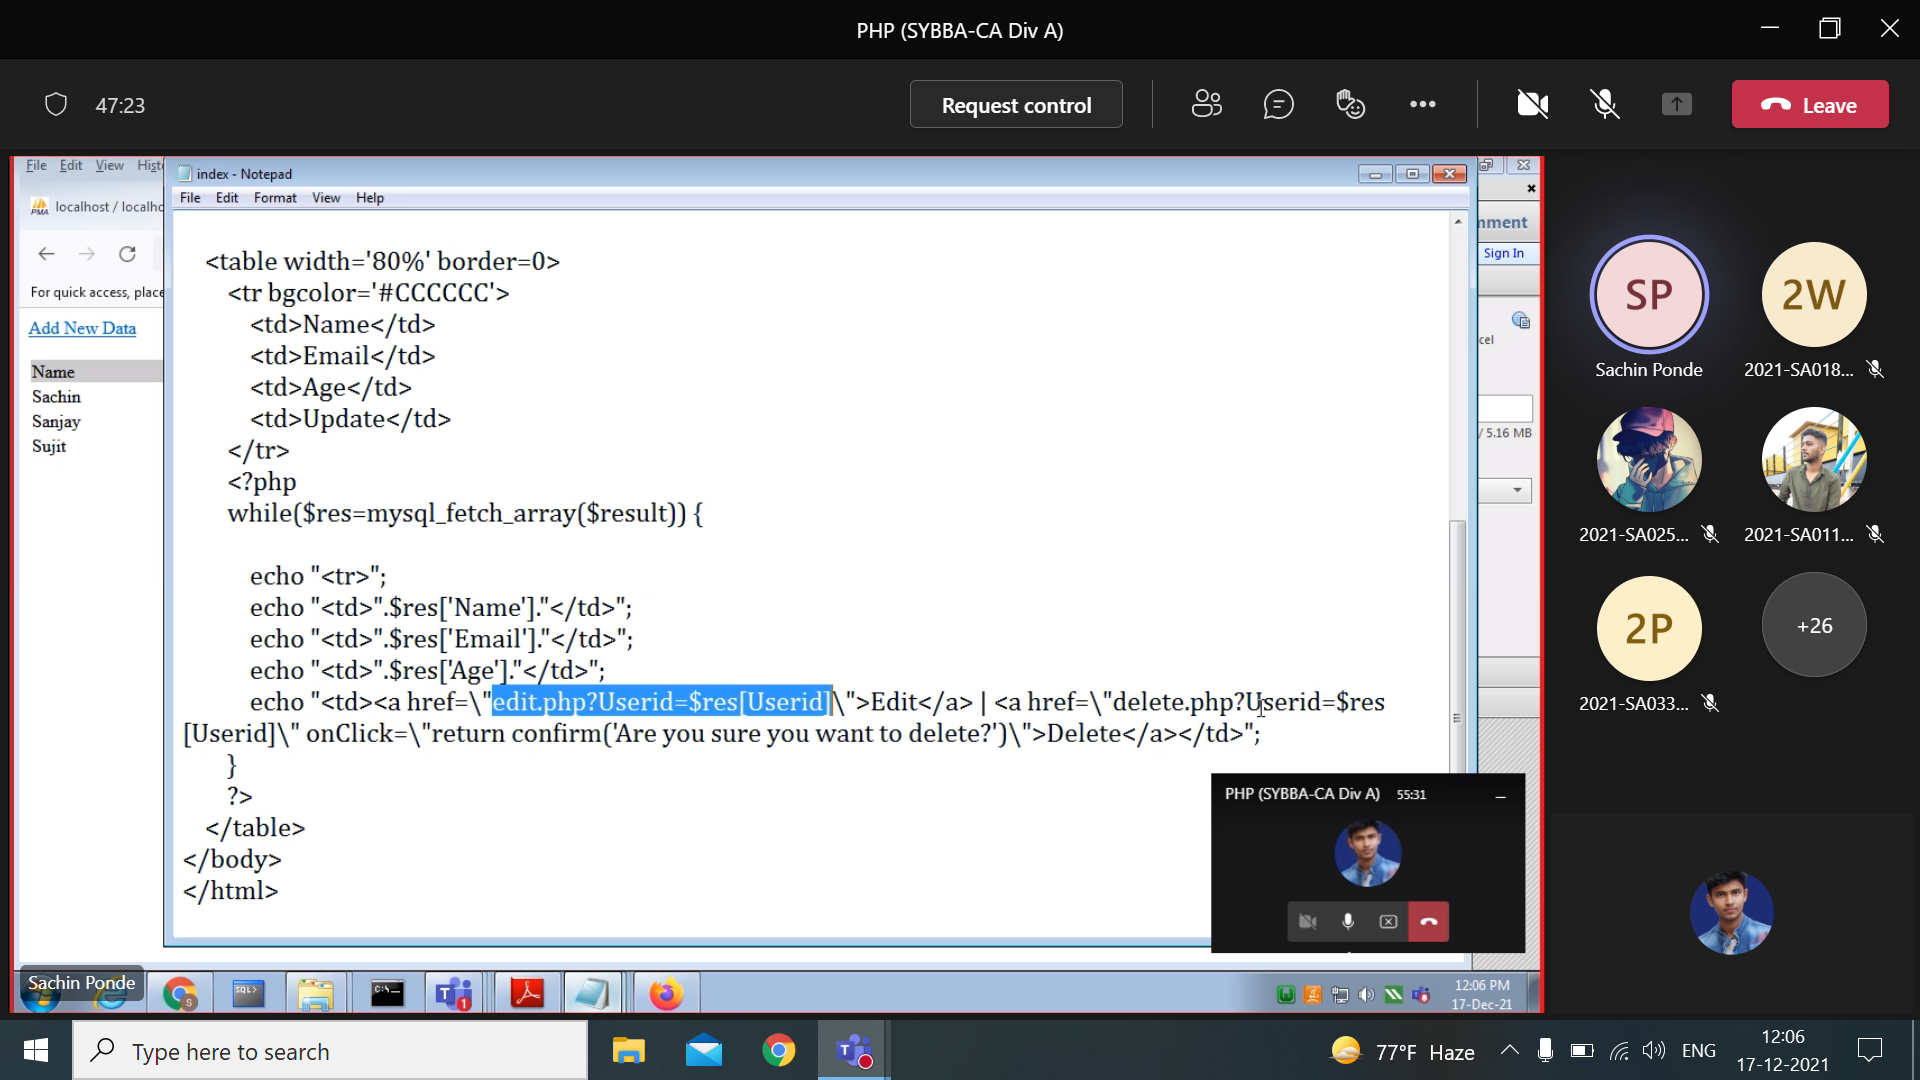 PHP (SYBBA-CA Div A)
47:23
Request control
Leave
File Edit View
localhost /
For quick access,
Add New Data
Name
Sachin
Sanjay
Sujit
index - Notepad
File Edit Format View Help
<table width='80%' border=0>
<tr bgcolor='#CCCCCC'>
<td>Name</td>
<td>Email</td>
<td>Age</td>
<td>Update</td>
</tr>
<?php
while($res=mysql_fetch_array($result)) {
echo "<tr>";
echo "<td>".$res['Name']."</td>";
echo "<td>".$res['Email']."</td>";
echo "<td>".$res['Age']."</td>";
echo "<td><a href=\"edit.php?Userid=$res[Userid]\">Edit</a> | <a href=\"delete.php?Userid=$res
[Userid]\" onClick=\"return confirm('Are you sure you want to delete?')\">Delete</a></td>";
}
?>
</table>
</body>
</html>
Sign In
/ 5.16 MB
PHP (SYBBA-CA Div A) 55:31
SP
Sachin Ponde
2W
2021-SA018...
2021-SA025...
2021-SA011...
2P
2021-SA033...
+26
Sachin Ponde
12:06 PM
17-Dec-21
Type here to search
77°F Haze
ENG
12:06
17-12-2021